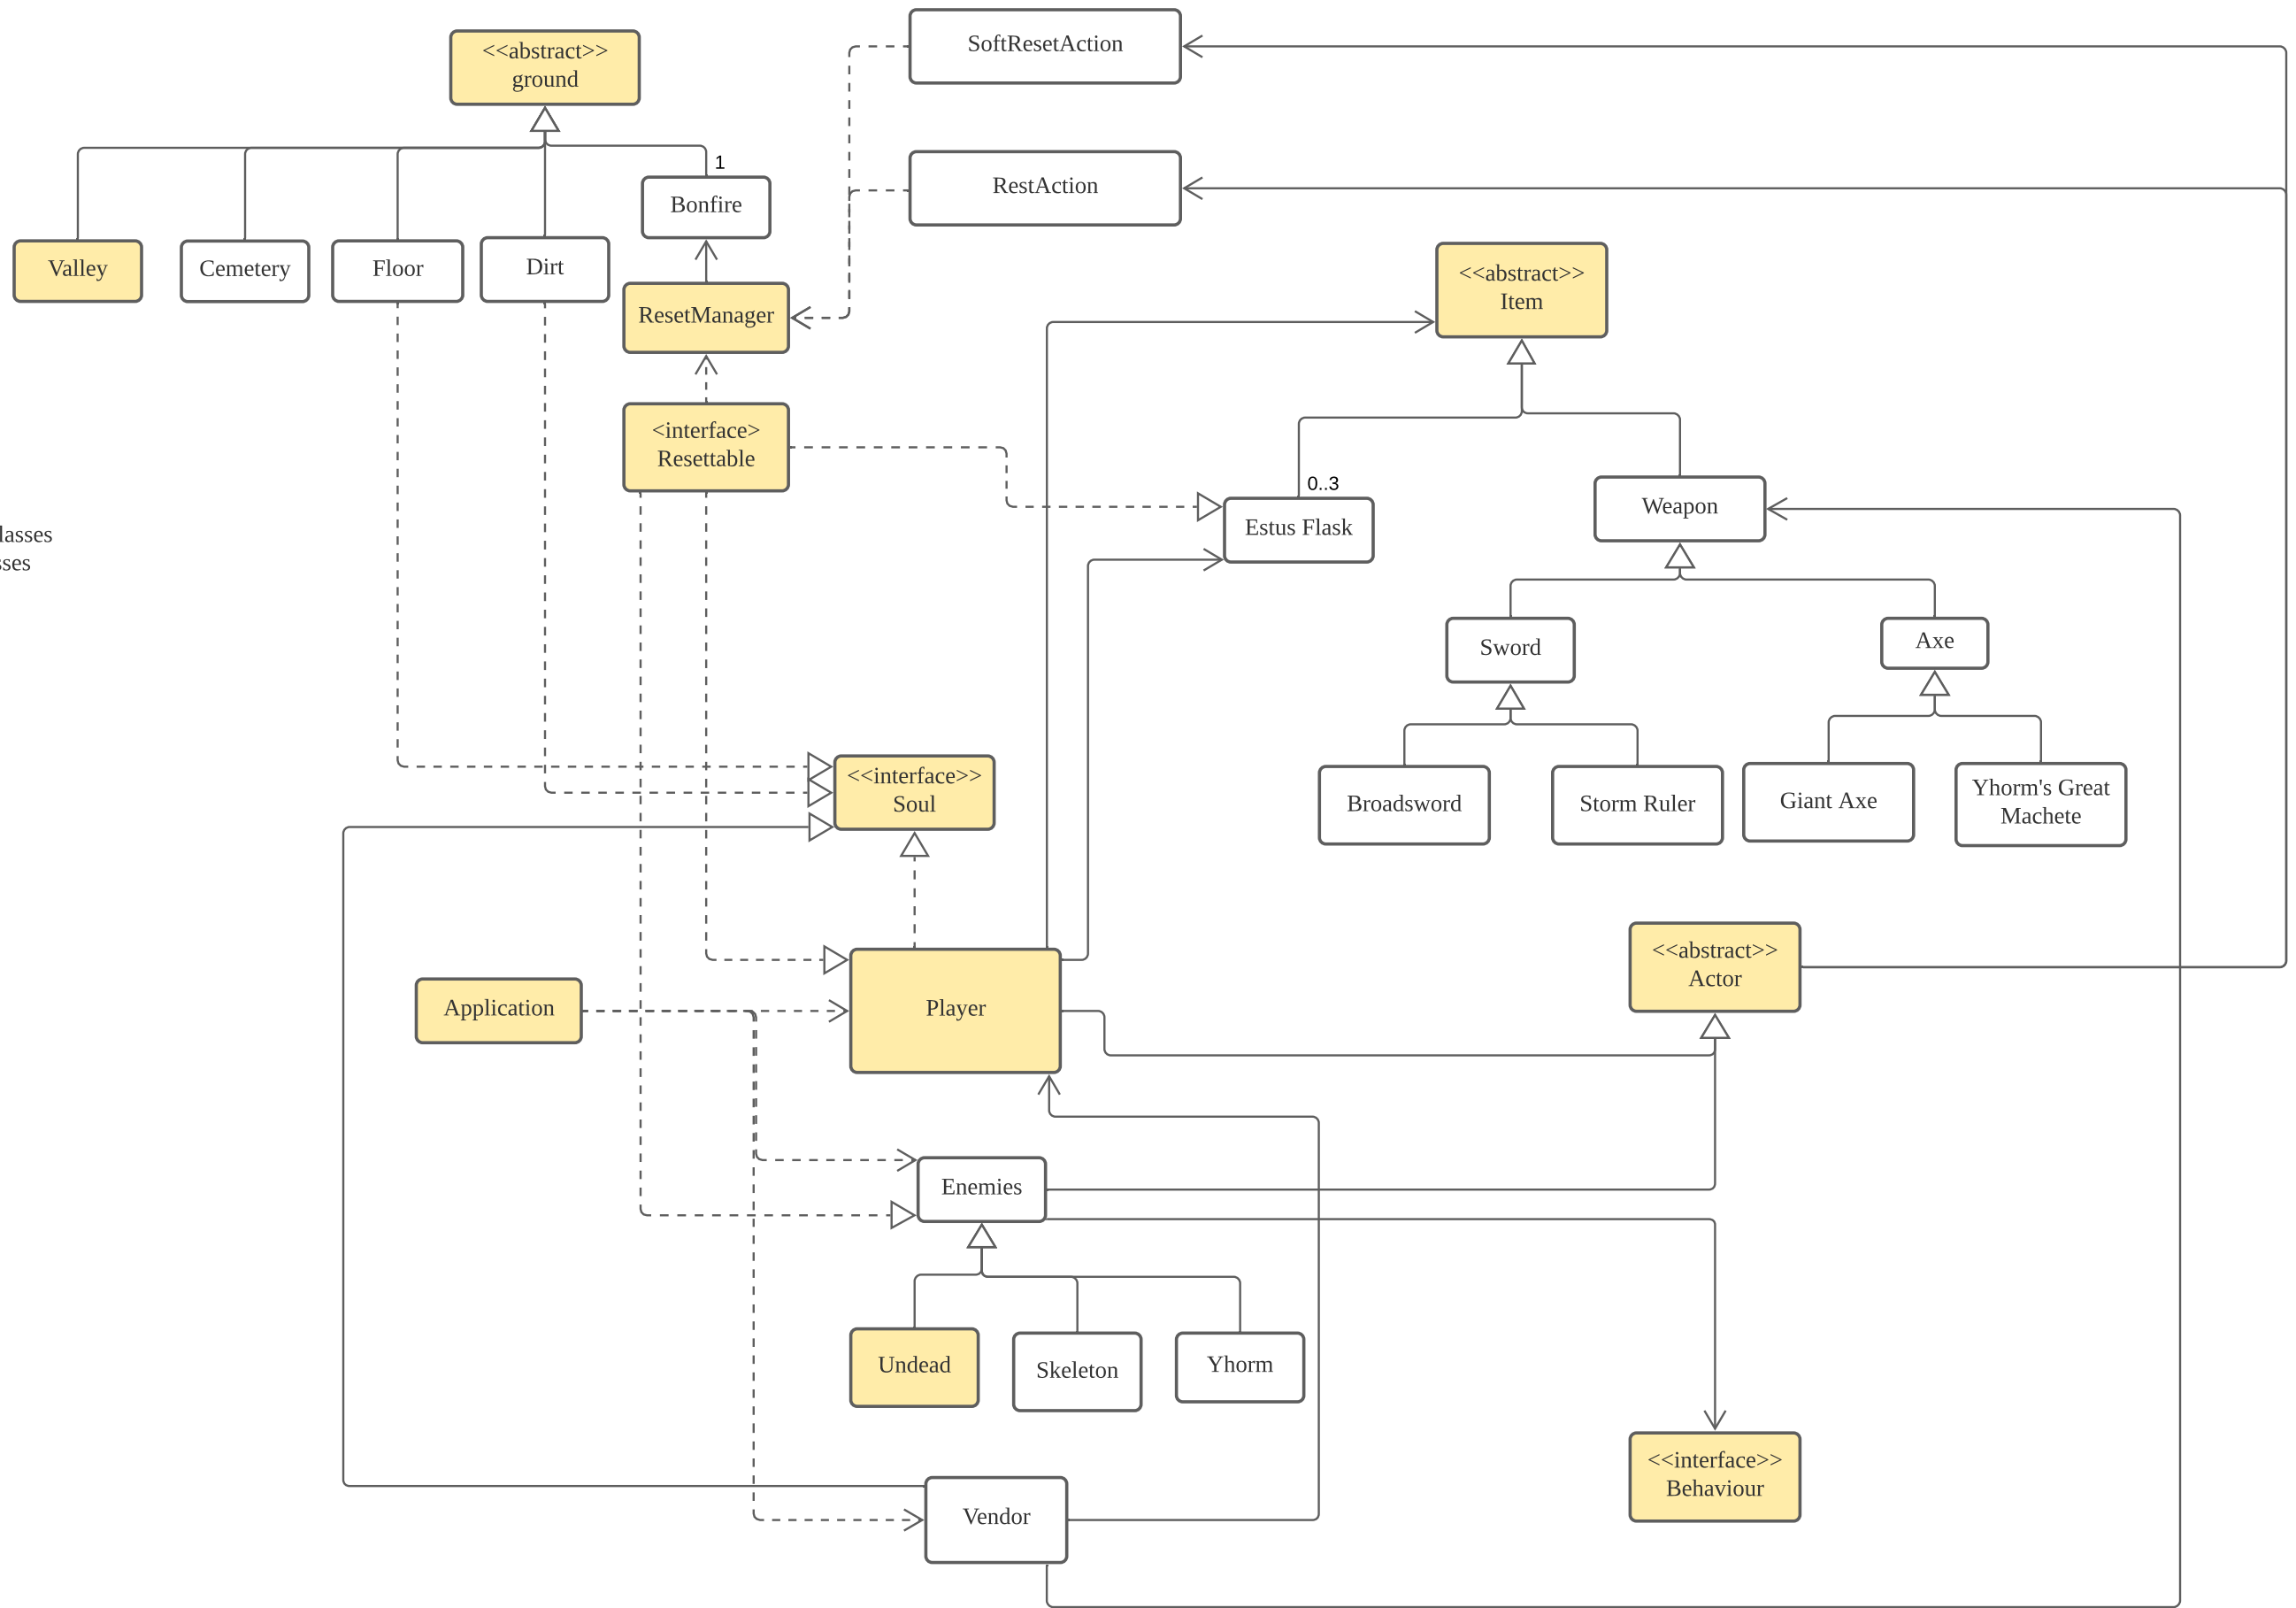 SoftResetAction
<<abstract>>
ground
1
RestAction
Bonfire
Valley
Cemetery
Floor
Dirt
<<abstract>>
Item
ResetManager
<interface>
Resettable
0..3
Estus Flask
Weapon
lasses
sses
Sword
Axe
<<interface>>
Soul
Broadsword
Storm Ruler
Giant Axe
Yhorm's Great
Machete
<<abstract>>
Actor
Application
Player
Enemies
Undead
Skeleton
Yhorm
<<interface>>
Behaviour
Vendor